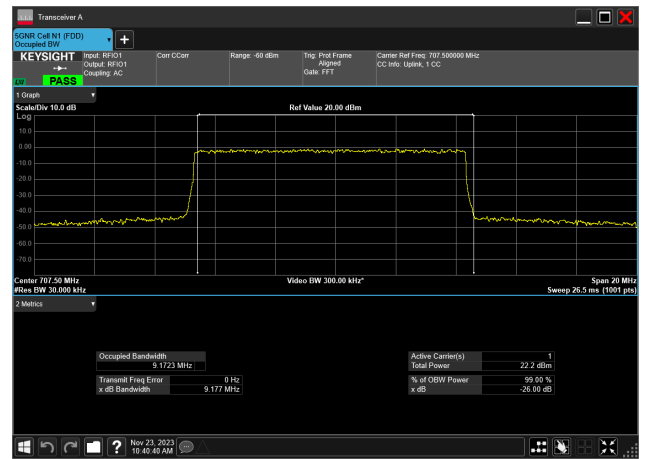 Transceiver A
5GNR Cell N1 (FDD)
Occupied BW
KEYSIGHT
LW
PASS
Input: RFIO1
Output: RFIO1
Coupling: AC
Corr CCorr
Range: -60 dBm
Trig: Prot Frame
Aligned
Gate: FFT
Carrier Ref Freq: 707.500000 MHz
CC Info: Uplink, 1 CC
1 Graph
Scale/Div 10.0 dB
Ref Value 20.00 dBm
Log
10.0
0.00
-10.0
-20.0
-30.0
-40.0
-50.0
-60.0
-70.0
Center 707.50 MHz
Video BW 300.00 kHz*
Span 20 MHz
#Res BW 30.000 kHz
Sweep 26.5 ms (1001 pts)
2 Metrics
Occupied Bandwidth
9.1723 MHz
Active Carrier(s) 1
Total Power 22.2 dBm
Transmit Freq Error 0 Hz
x dB Bandwidth 9.177 MHz
% of OBW Power 99.00 %
x dB -26.00 dB
Nov 23, 2023
10:40:40 AM